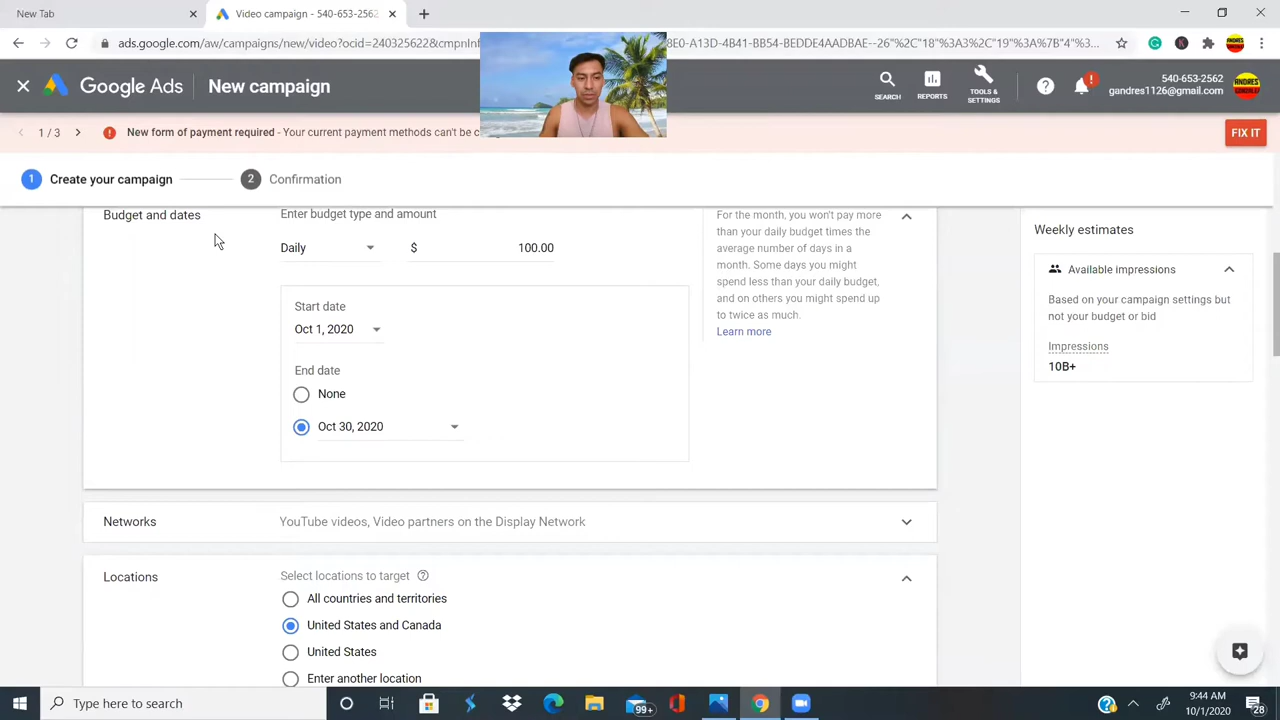 New Tab
Video campaign - 540-653-2562
ads.google.com/aw/campaigns/new/video?ocid=240325622&cmpnInf
8E0-A13D-4B41-BB54-BEDDE4AADBAE--26"%2C"18"%3A3%2C"19"%3A%7B"4"%3...
Google Ads
New campaign
SEARCH
REPORTS
TOOLS & SETTINGS
540-653-2562
gandres1126@gmail.com
1 / 3
New form of payment required - Your current payment methods can't be c
FIX IT
1 Create your campaign
2 Confirmation
Budget and dates
Enter budget type and amount
Daily
$ 100.00
Start date
Oct 1, 2020
End date
None
Oct 30, 2020
For the month, you won't pay more
than your daily budget times the
average number of days in a
month. Some days you might
spend less than your daily budget,
and on others you might spend up
to twice as much.
Learn more
Weekly estimates
Available impressions
Based on your campaign settings but
not your budget or bid
Impressions
10B+
Networks
YouTube videos, Video partners on the Display Network
Locations
Select locations to target
All countries and territories
United States and Canada
United States
Enter another location
Type here to search
99+
9:44 AM
10/1/2020
28